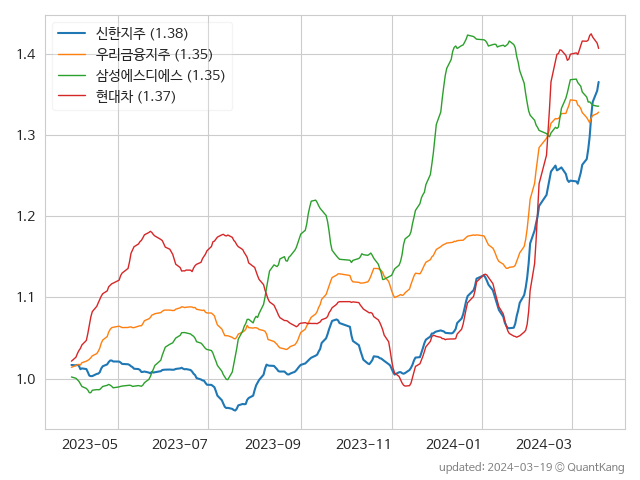 신한지주 (1.38)
우리금융지주 (1.35)
삼성에스디에스 (1.35)
현대차 (1.37)
1.4
1.3
1.2
1.1
1.0
2023-05 2023-07 2023-09 2023-11 2024-01 2024-03
updated: 2024-03-19 © QuantKang